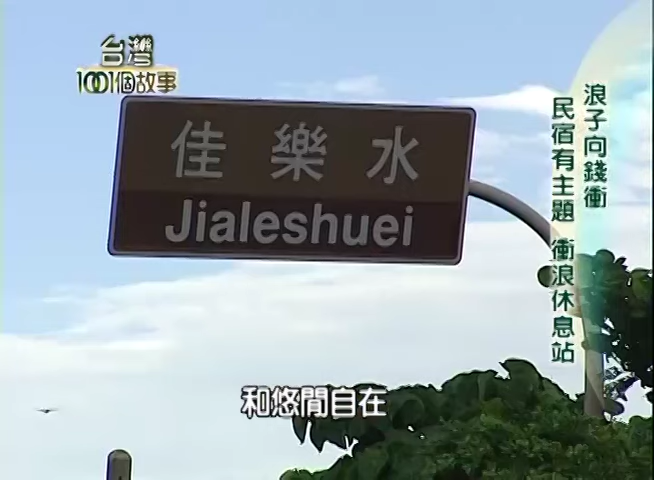 台灣
1001個故事
佳樂水
Jialeshuei
浪子向錢衝
民宿有主題 衝浪休息站
和悠閒自在